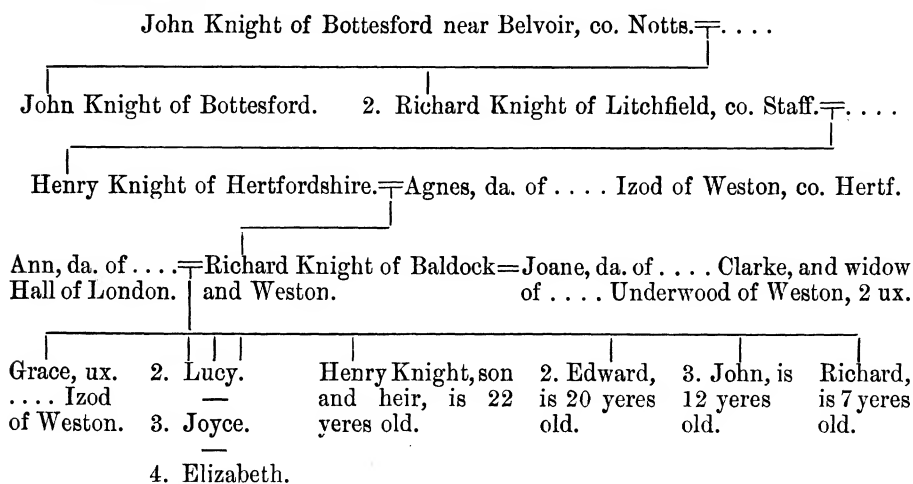 John Knight of Bottesford near Belvoir, co. Notts.=. . . .
John Knight of Bottesford. 2. Richard Knight of Litchfield, co. Staff.=. . . .
Henry Knight of Hertfordshire.=Agnes, da. of . . . . Izod of Weston, co. Hertf.
Ann, da. of . . . .=Richard Knight of Baldock=Joane, da. of . . . . Clarke, and widow
Hall of London. and Weston. of . . . . Underwood of Weston, 2 ux.
Grace, ux. 2. Lucy. Henry Knight, son 2. Edward, 3. John, is Richard,
. . . . Izod and heir, is 22 is 20 yeres 12 yeres is 7 yeres
of Weston. 3. Joyce. yeres old. old. old. old.
4. Elizabeth.